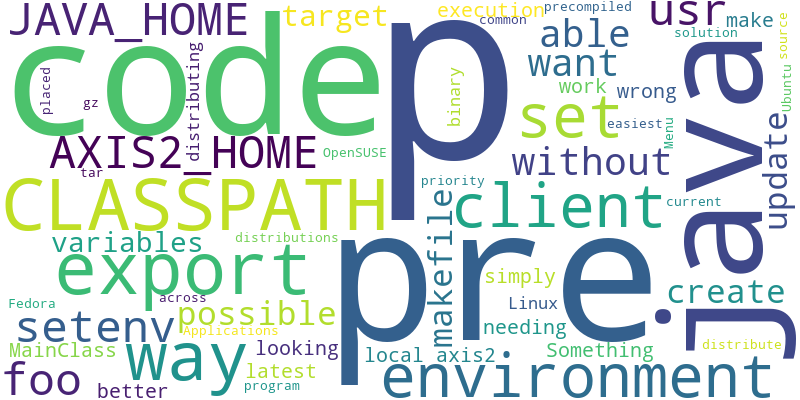 JAVA_HOME
target
execution
common
precompiled
usr
make
source
code
p
able
solution
placed
gz
distributing
want
java
binary
work
wrong
Ubuntu
set
easiest
Menu
AXIS2_HOME
OpenSUSE
without
update
tar
CLASSPATH
priority
client
current
variables
distributions
pre
makefile
export
simply
create
across
Fedora
possible
Linux
setenv
Applications
needing
way
MainClass
looking
local axis2
Something
distribute
foo
better
latest
program
environment